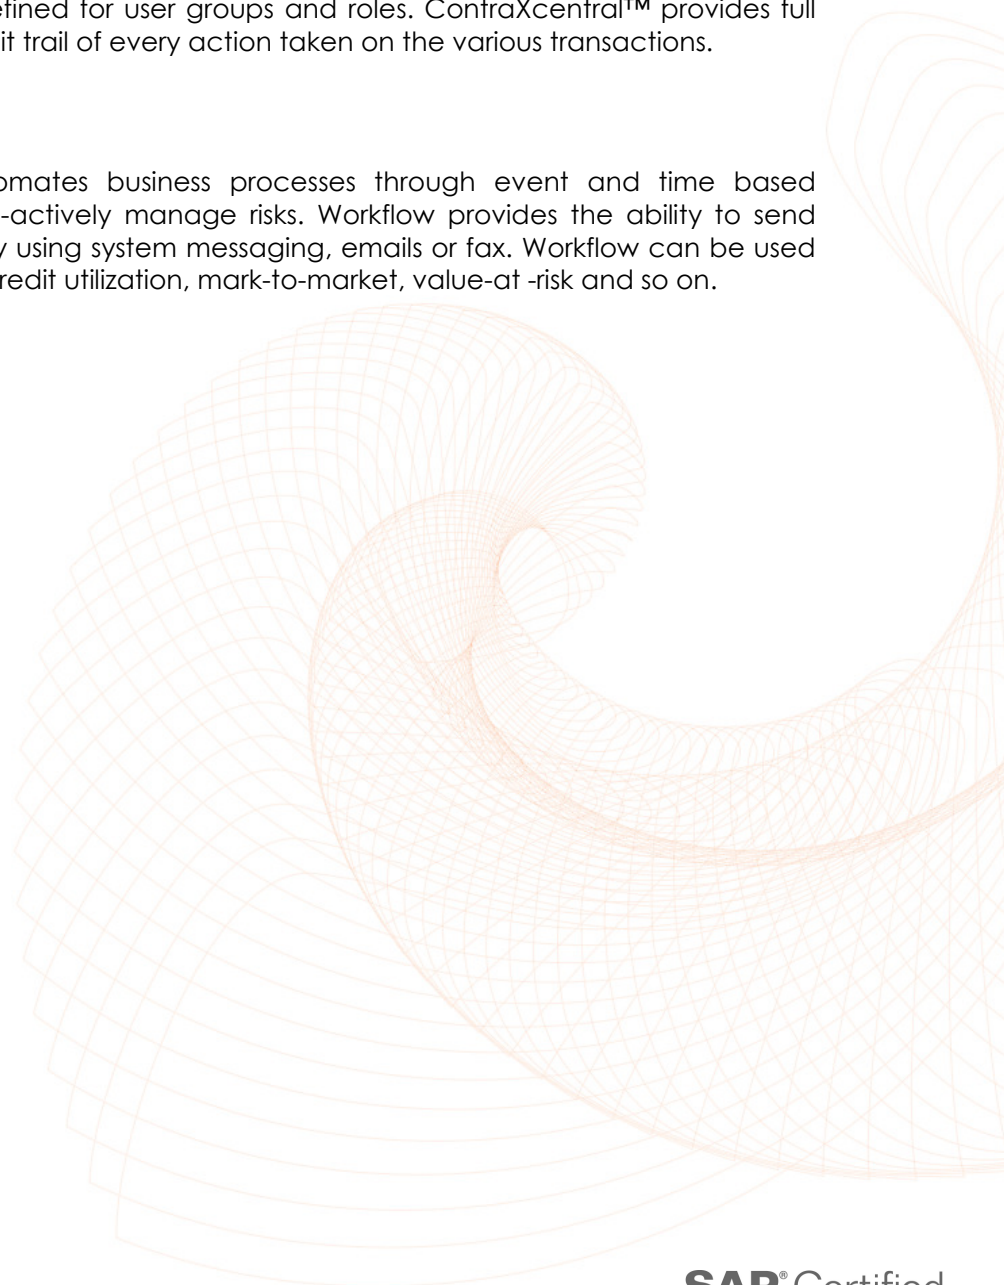 efined for user groups and roles. ContraXcentral™ provides full
it trail of every action taken on the various transactions.
omates business processes through event and time based
-actively manage risks. Workflow provides the ability to send
y using system messaging, emails or fax. Workflow can be used
redit utilization, mark-to-market, value-at -risk and so on.
SAP® Certified